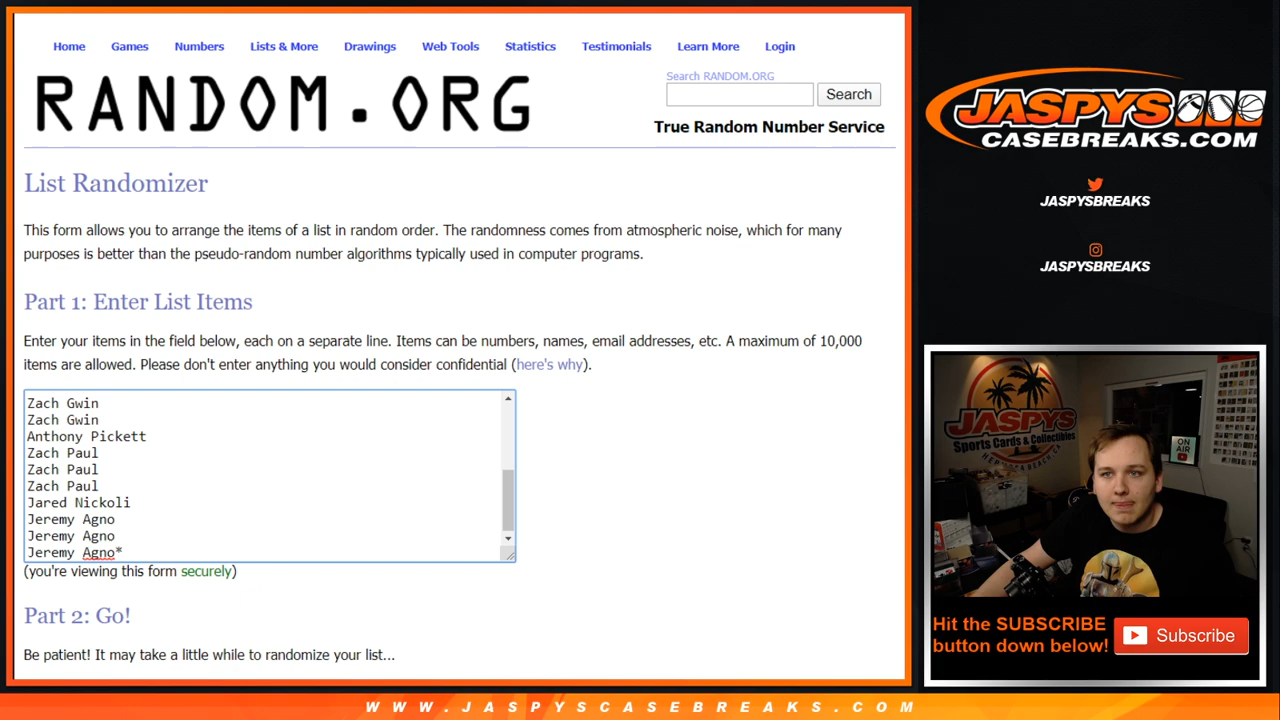 Home Games Numbers Lists & More Drawings Web Tools Statistics Testimonials Learn More Login
RANDOM.ORG
Search RANDOM.ORG
Search
True Random Number Service
List Randomizer
This form allows you to arrange the items of a list in random order. The randomness comes from atmospheric noise, which for many
purposes is better than the pseudo-random number algorithms typically used in computer programs.
Part 1: Enter List Items
Enter your items in the field below, each on a separate line. Items can be numbers, names, email addresses, etc. A maximum of 10,000
items are allowed. Please don't enter anything you would consider confidential (here's why).
Zach Gwin
Zach Gwin
Anthony Pickett
Zach Paul
Zach Paul
Zach Paul
Jared Nickoli
Jeremy Agno
Jeremy Agno
Jeremy Agno*
(you're viewing this form securely)
Part 2: Go!
Be patient! It may take a little while to randomize your list...
JASPYS
CASEBREAKS.COM
JASPYSBREAKS
JASPYSBREAKS
JASPYS
Sports Cards & Collectibles
ON
AIR
Hit the SUBSCRIBE
button down below!
Subscribe
WWW.JASPYSCASEBREAKS.COM